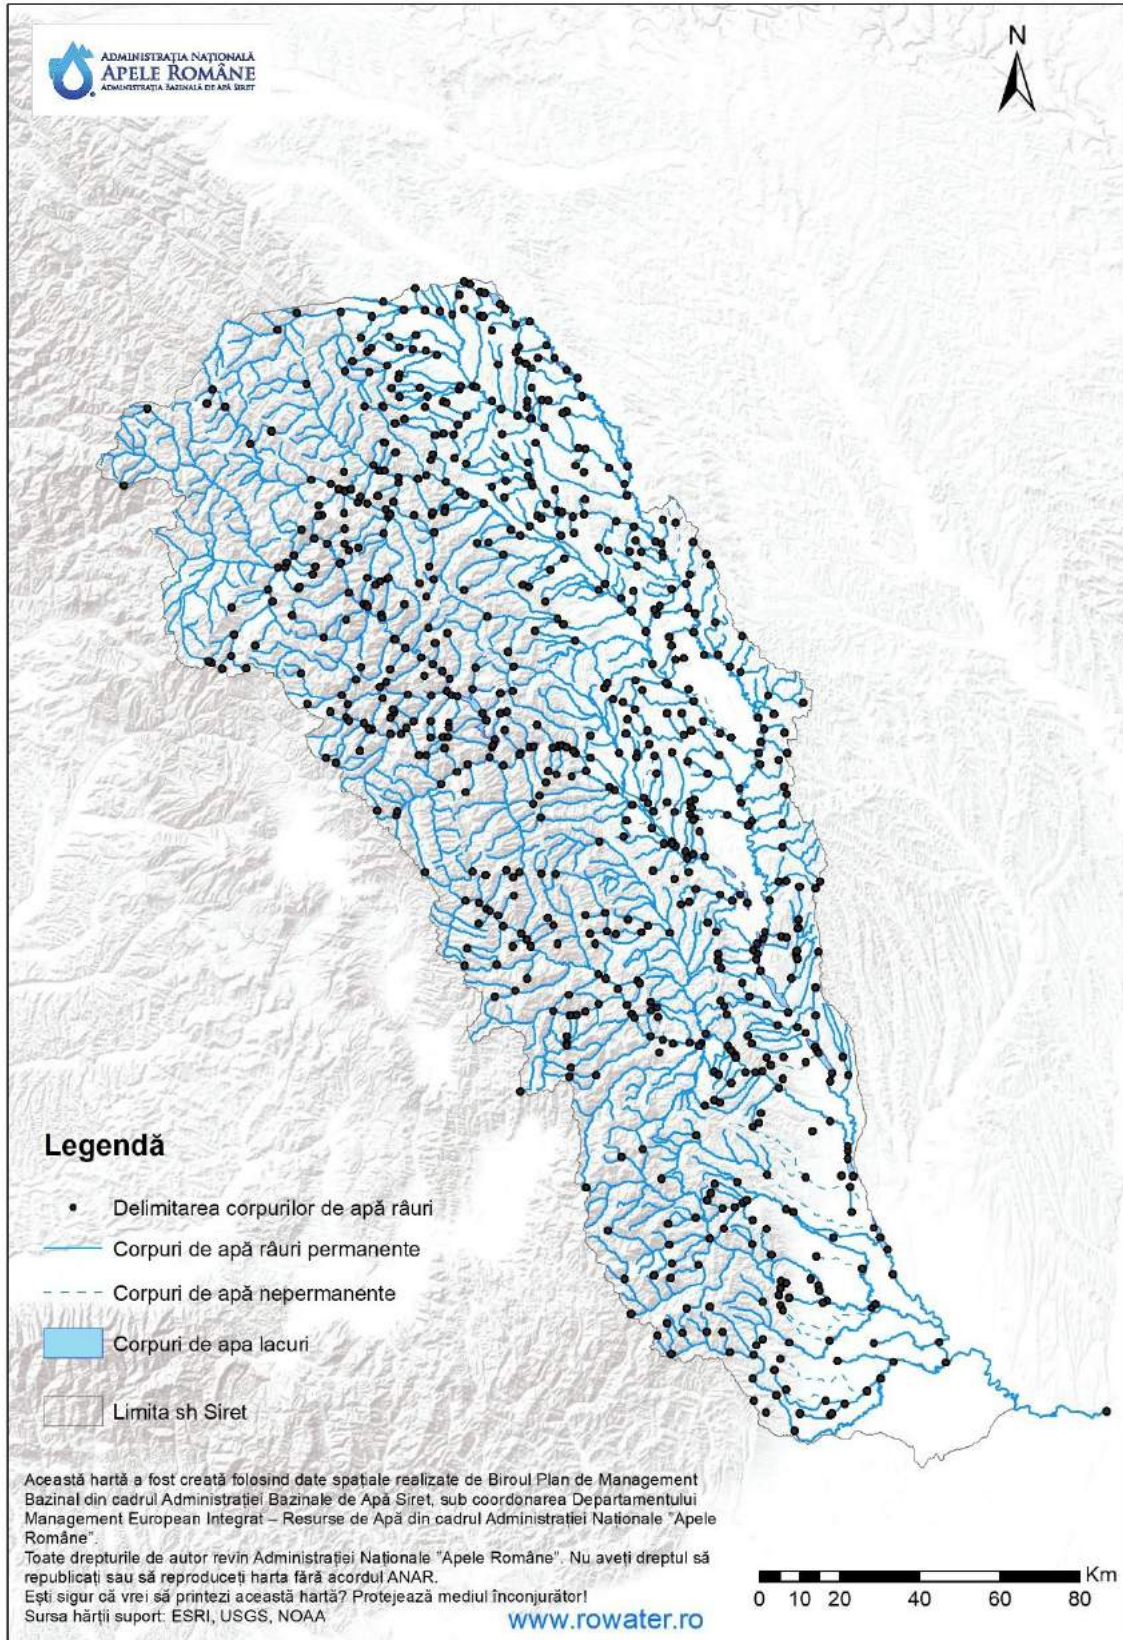 ADMINISTRAȚIA NAȚIONALĂ
APELE ROMÂNE
ADMINISTRAȚIA BAZINALĂ DE APĂ SIRET
N
Legendă
Delimitarea corpurilor de apă râuri
Corpuri de apă râuri permanente
Corpuri de apă nepermanente
Corpuri de apa lacuri
Limita sh Siret
Această hartă a fost creată folosind date spațiale realizate de Biroul Plan de Management
Bazinal din cadrul Administrației Bazinale de Apă Siret, sub coordonarea Departamentului
Management European Integrat – Resurse de Apă din cadrul Administrației Naționale "Apele
Române".
Toate drepturile de autor revin Administrației Naționale "Apele Române". Nu aveți dreptul să
republicați sau să reproduceți harta fără acordul ANAR.
Ești sigur că vrei să printezi această hartă? Protejează mediul înconjurător!
Sursa hărții suport: ESRI, USGS, NOAA
www.rowater.ro
Km
0 10 20 40 60 80